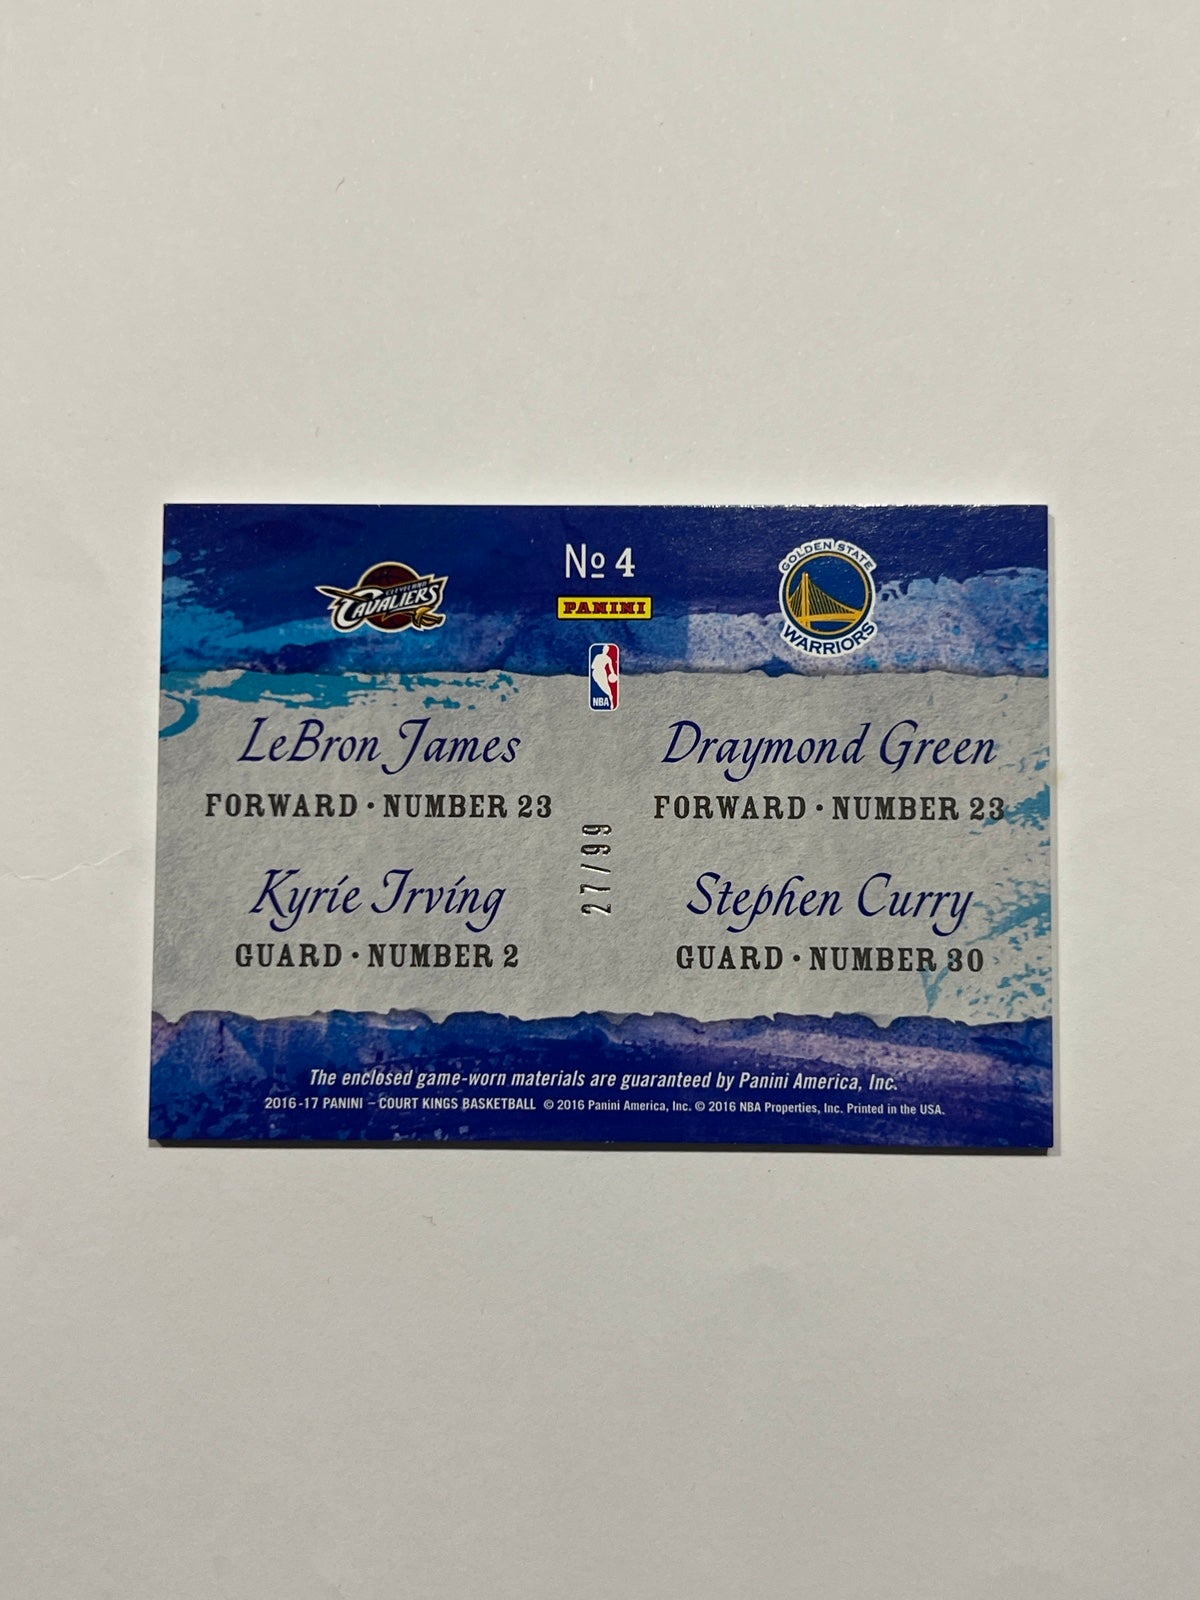 No 4
PANINI
CLEVELAND
CAVALIERS
GOLDEN STATE
WARRIORS
NBA
LeBron James
FORWARD · NUMBER 23
Kyrie Irving
GUARD · NUMBER 2
27/99
Draymond Green
FORWARD · NUMBER 23
Stephen Curry
GUARD · NUMBER 30
The enclosed game-worn materials are guaranteed by Panini America, Inc.
2016-17 PANINI – COURT KINGS BASKETBALL © 2016 Panini America, Inc. © 2016 NBA Properties, Inc. Printed in the USA.